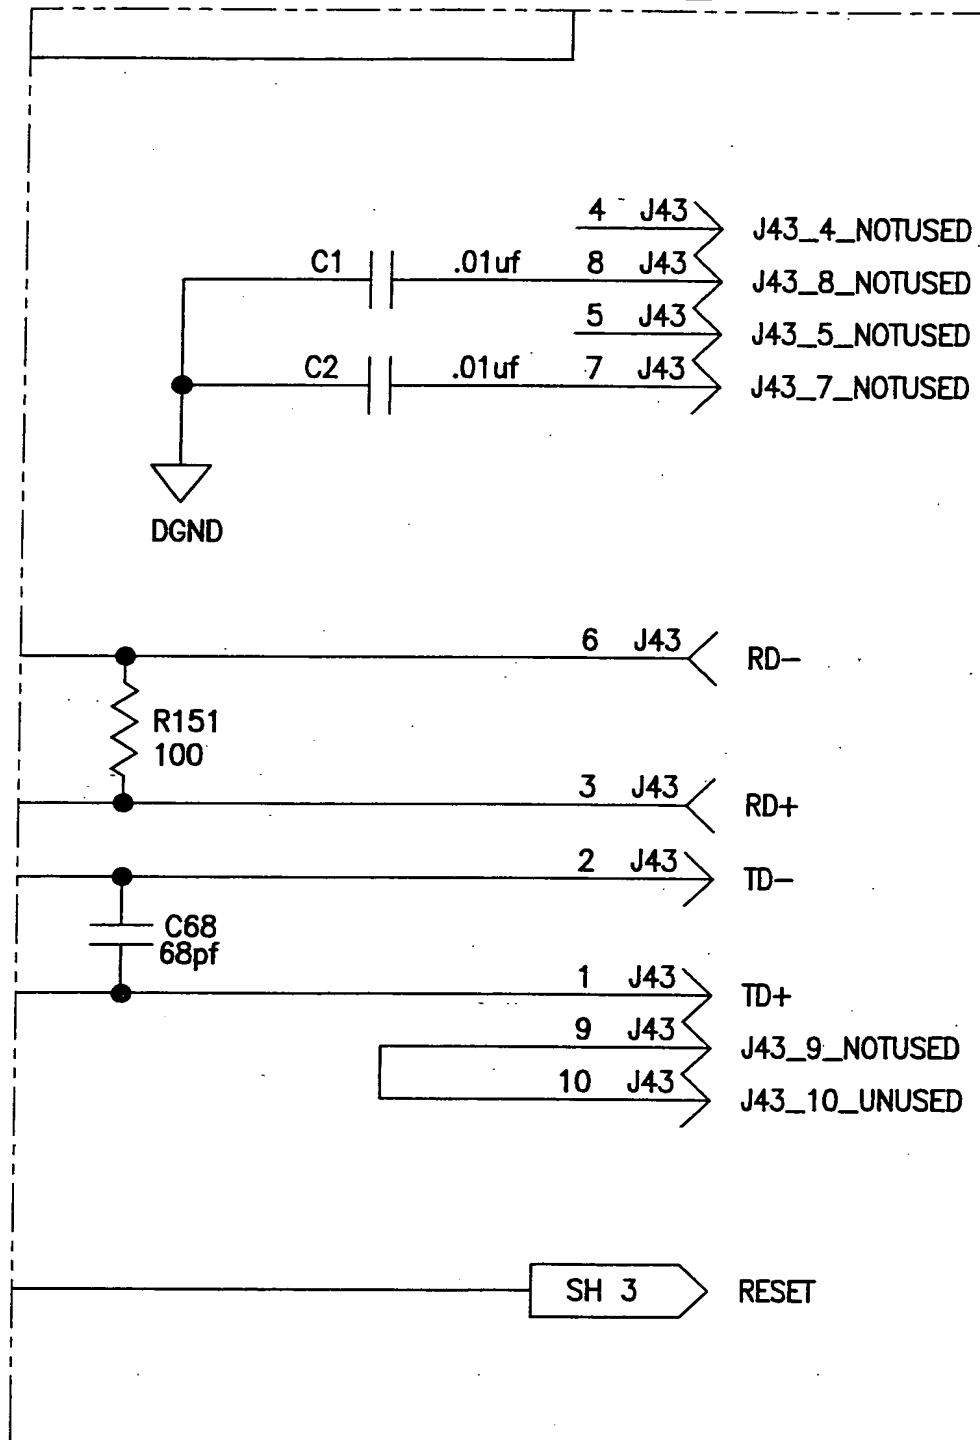 4 J43 J43_4_NOTUSED
C1 .01uf 8 J43 J43_8_NOTUSED
5 J43 J43_5_NOTUSED
C2 .01uf 7 J43 J43_7_NOTUSED
DGND
6 J43 RD-
R151
100
3 J43 RD+
2 J43 TD-
C68
68pf
1 J43 TD+
9 J43 J43_9_NOTUSED
10 J43 J43_10_UNUSED
SH 3 RESET